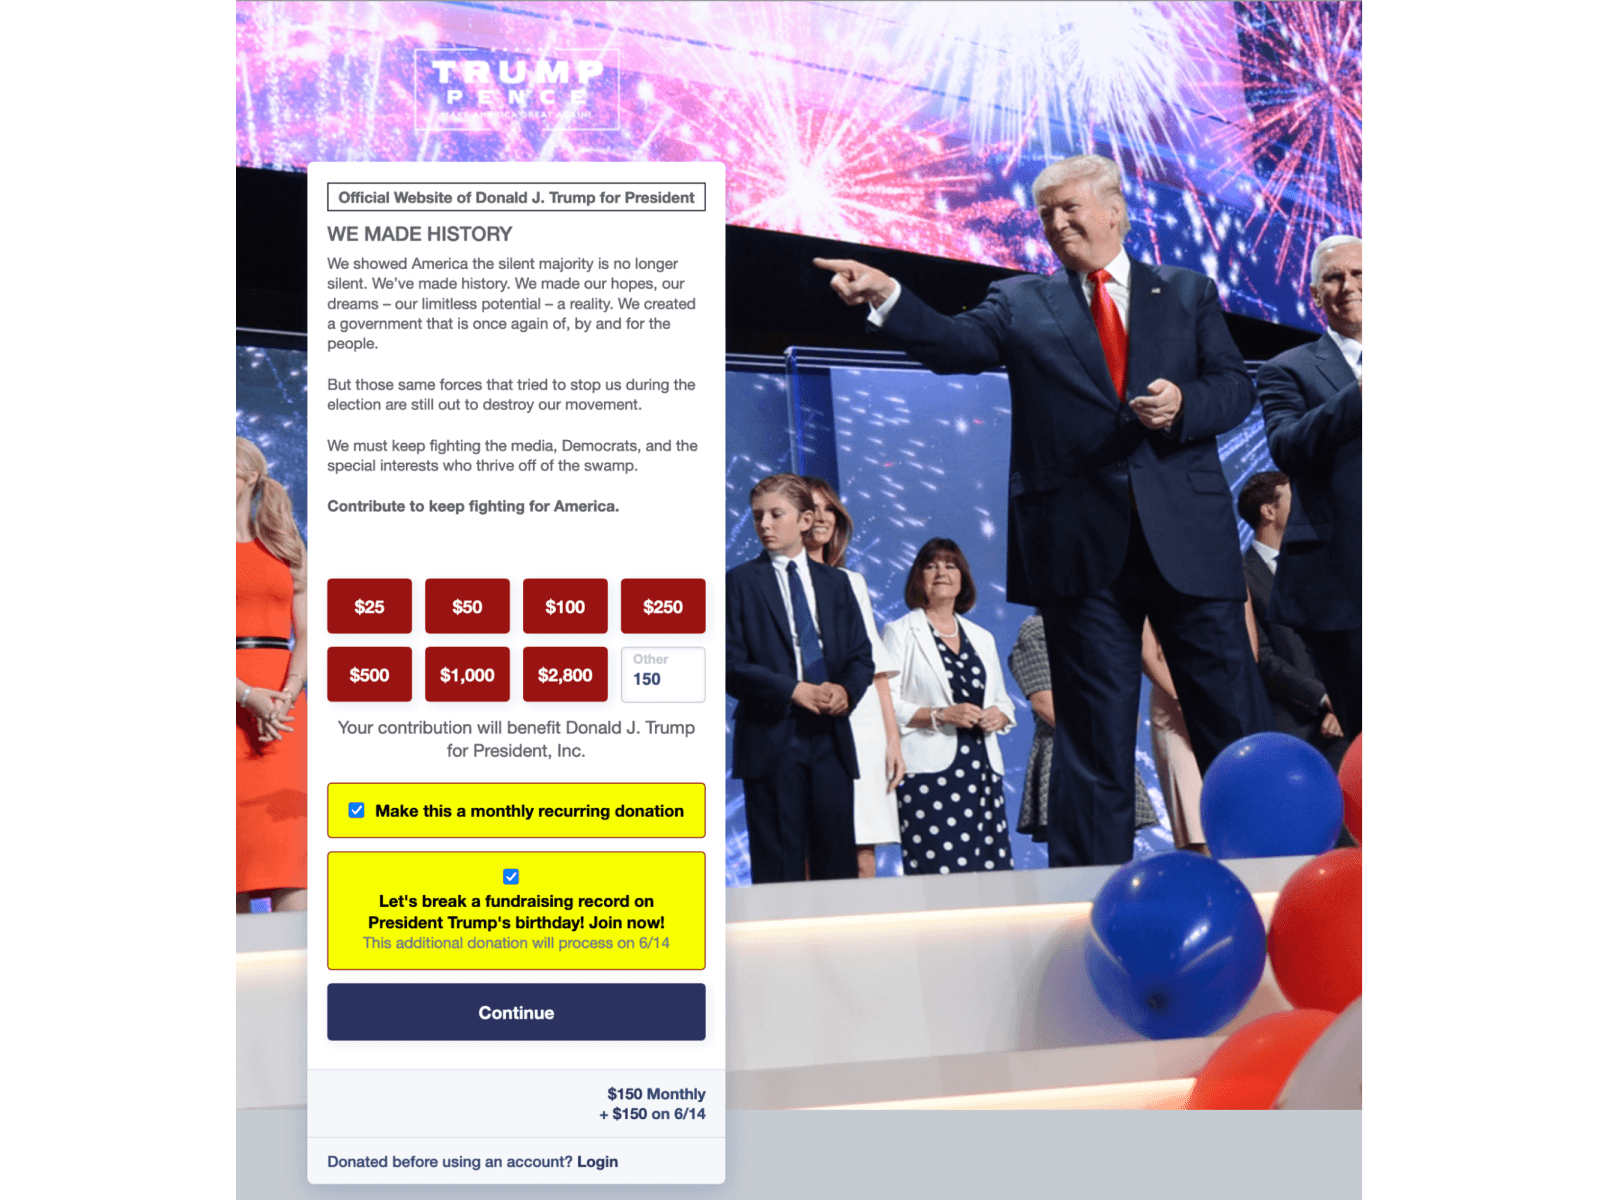 TRUMP
PENCE
MAKE AMERICA GREAT AGAIN!
Official Website of Donald J. Trump for President
WE MADE HISTORY
We showed America the silent majority is no longer
silent. We’ve made history. We made our hopes, our
dreams – our limitless potential – a reality. We created
a government that is once again of, by and for the
people.
But those same forces that tried to stop us during the
election are still out to destroy our movement.
We must keep fighting the media, Democrats, and the
special interests who thrive off of the swamp.
Contribute to keep fighting for America.
$25 $50 $100 $250
$500 $1,000 $2,800 Other
150
Your contribution will benefit Donald J. Trump
for President, Inc.
Make this a monthly recurring donation
Let's break a fundraising record on
President Trump's birthday! Join now!
This additional donation will process on 6/14
Continue
$150 Monthly
+ $150 on 6/14
Donated before using an account? Login